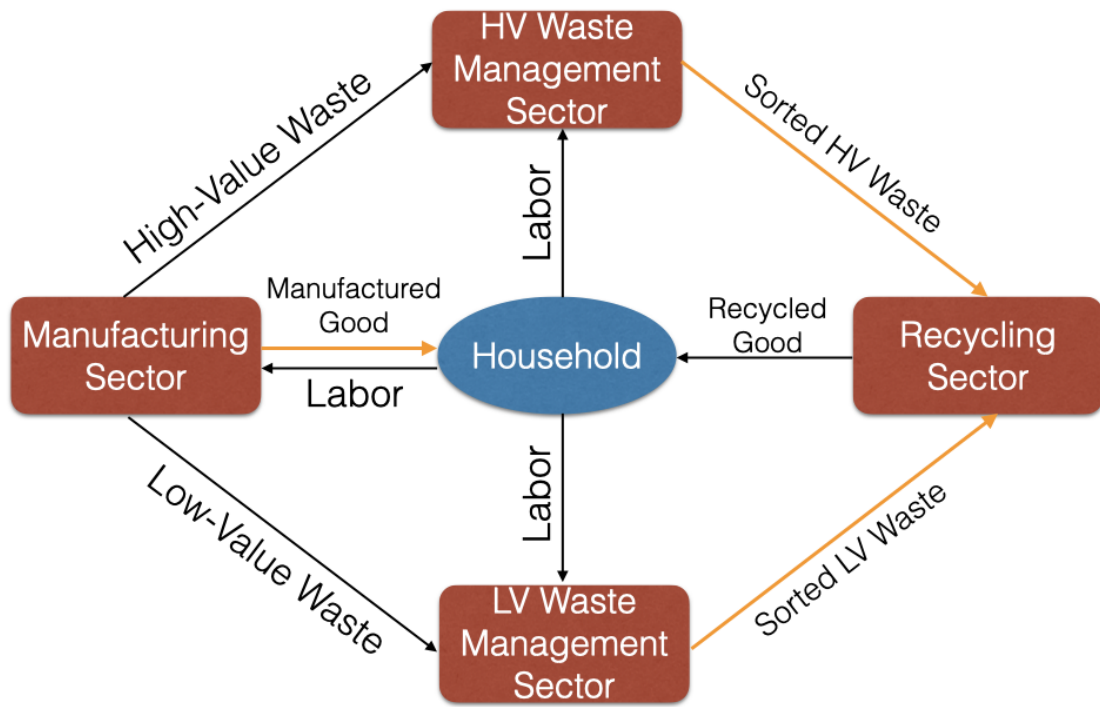 HV Waste
Management
Sector
High-Value Waste
Sorted HV Waste
Labor
Manufacturing
Sector
Manufactured
Good
Labor
Household
Recycled
Good
Recycling
Sector
Labor
Low-Value Waste
Sorted LV Waste
LV Waste
Management
Sector